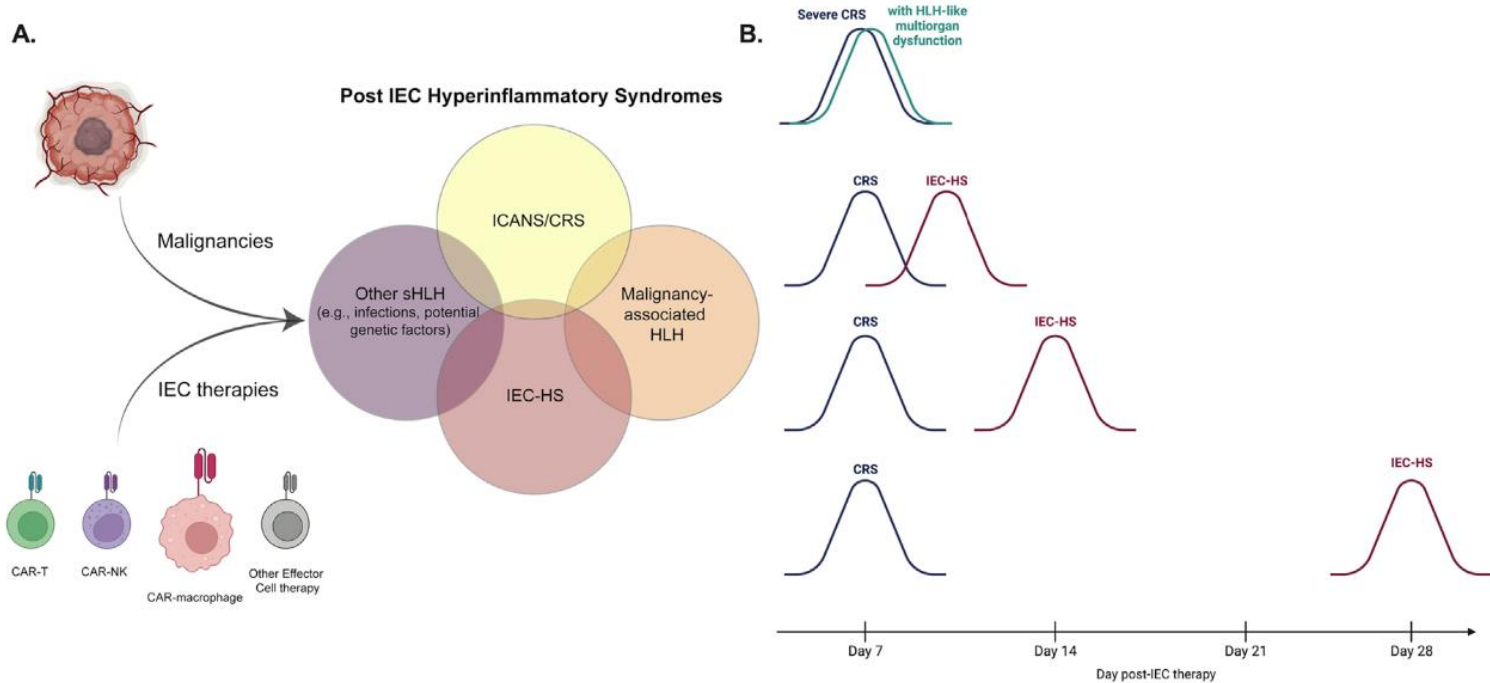 A.
Malignancies
IEC therapies
CAR-T
CAR-NK
CAR-macrophage
Other Effector
Cell therapy
Post IEC Hyperinflammatory Syndromes
ICANS/CRS
Other sHLH
(e.g., infections, potential
genetic factors)
Malignancy-
associated
HLH
IEC-HS
B.
Severe CRS
with HLH-like
multiorgan
dysfunction
CRS
IEC-HS
CRS
IEC-HS
CRS
IEC-HS
Day 7
Day 14
Day 21
Day 28
Day post-IEC therapy